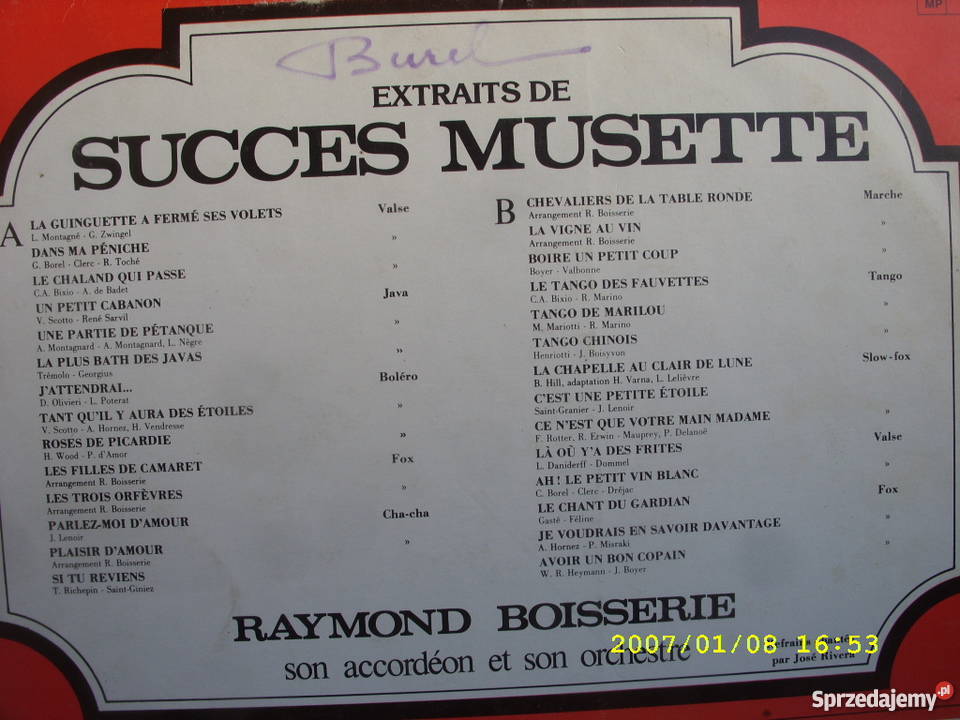 MP
Burel
EXTRAITS DE
SUCCES MUSETTE
A
LA GUINGUETTE A FERMÉ SES VOLETS Valse
L. Montagné - G. Zwingel
DANS MA PÉNICHE »
G. Borel - Clerc - R. Toché
LE CHALAND QUI PASSE »
C.A. Bixio - A. de Badet
UN PETIT CABANON Java
V. Scotto - René Sarvil
UNE PARTIE DE PÉTANQUE »
A. Montagnard - A. Montagnard, L. Nègre
LA PLUS BATH DES JAVAS »
Trémolo - Georgius
J'ATTENDRAI... Boléro
D. Olivieri - L. Poterat
TANT QU'IL Y AURA DES ÉTOILES »
V. Scotto - A. Hornez, H. Vendresse
ROSES DE PICARDIE »
H. Wood - P. d'Amor
LES FILLES DE CAMARET Fox
Arrangement R. Boisserie
LES TROIS ORFÈVRES »
Arrangement R. Boisserie
PARLEZ-MOI D'AMOUR Cha-cha
J. Lenoir
PLAISIR D'AMOUR »
Arrangement R. Boisserie
SI TU REVIENS
T. Richepin - Saint-Giniez
B
CHEVALIERS DE LA TABLE RONDE Marche
Arrangement R. Boisserie
LA VIGNE AU VIN »
Arrangement R. Boisserie
BOIRE UN PETIT COUP »
Boyer - Valbonne
LE TANGO DES FAUVETTES Tango
C.A. Bixio - R. Marino
TANGO DE MARILOU »
M. Mariotti - R. Marino
TANGO CHINOIS »
Henriotti - J. Boisyvon
LA CHAPELLE AU CLAIR DE LUNE Slow-fox
B. Hill, adaptation H. Varna, L. Lelièvre
C'EST UNE PETITE ÉTOILE
Saint-Granier - J. Lenoir
CE N'EST QUE VOTRE MAIN MADAME »
F. Rotter, R. Erwin - Mauprey, P. Delanoë
LÀ OÙ Y'A DES FRITES Valse
L. Daniderff - Dommel
AH ! LE PETIT VIN BLANC »
C. Borel - Clerc - Dréjac
LE CHANT DU GARDIAN Fox
Gasté - Féline
JE VOUDRAIS EN SAVOIR DAVANTAGE »
A. Hornez - P. Misraki
AVOIR UN BON COPAIN »
W. R. Heymann - J. Boyer
RAYMOND BOISSERIE
son accordéon et son orchestre
Refrains chantés
par José Rivera
2007/01/08 16:53
Sprzedajemy.pl